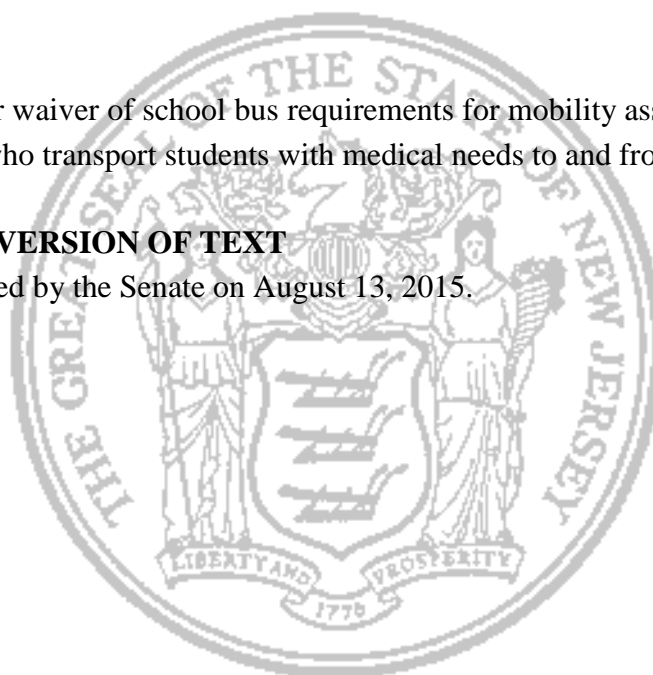 r waiver of school bus requirements for mobility ass
ho transport students with medical needs to and fro
VERSION OF TEXT
ed by the Senate on August 13, 2015.
THE GREAT SEAL OF THE STATE OF NEW JERSEY
LIBERTY AND PROSPERITY
1776